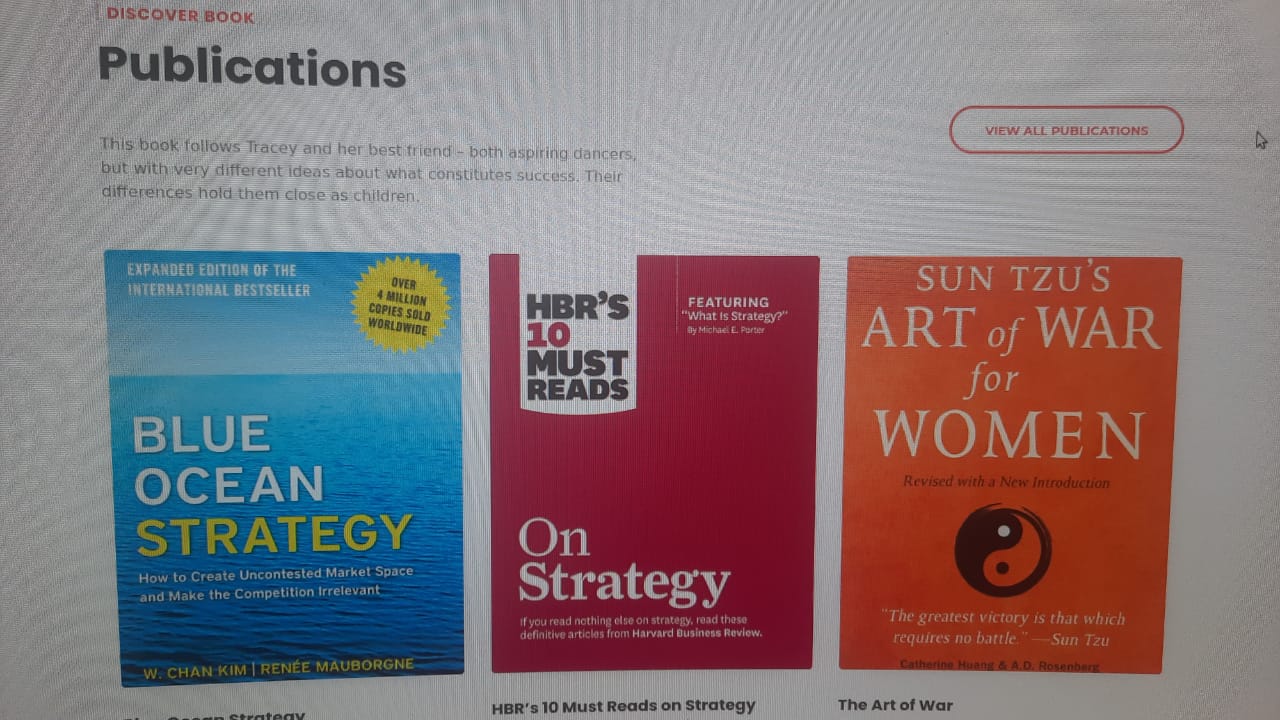 DISCOVER BOOK
Publications
VIEW ALL PUBLICATIONS
This book follows Tracey and her best friend – both aspiring dancers,
but with very different ideas about what constitutes success. Their
differences hold them close as children.
EXPANDED EDITION OF THE
INTERNATIONAL BESTSELLER
OVER
4 MILLION
COPIES SOLD
WORLDWIDE
BLUE
OCEAN
STRATEGY
How to Create Uncontested Market Space
and Make the Competition Irrelevant
W. CHAN KIM | RENÉE MAUBORGNE
HBR'S
10
MUST
READS
FEATURING
"What Is Strategy?"
By Michael E. Porter
On
Strategy
If you read nothing else on strategy, read these
definitive articles from Harvard Business Review.
SUN TZU'S
ART of WAR
for
WOMEN
Revised with a New Introduction
"The greatest victory is that which
requires no battle." —Sun Tzu
Catherine Huang & A.D. Rosenberg
Blue Ocean Strategy
HBR's 10 Must Reads on Strategy
The Art of War